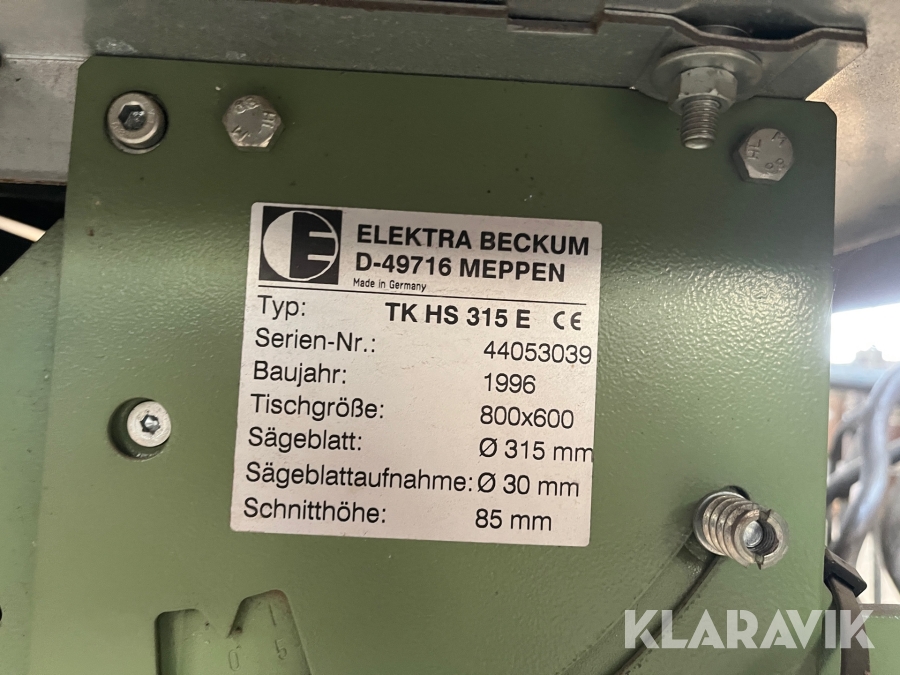 ELEKTRA BECKUM
D-49716 MEPPEN
Made in Germany
Typ: TK HS 315 E CE
Serien-Nr.: 44053039
Baujahr: 1996
Tischgröße: 800x600
Sägeblatt: Ø 315 mm
Sägeblattaufnahme: Ø 30 mm
Schnitthöhe: 85 mm
KLARAVIK